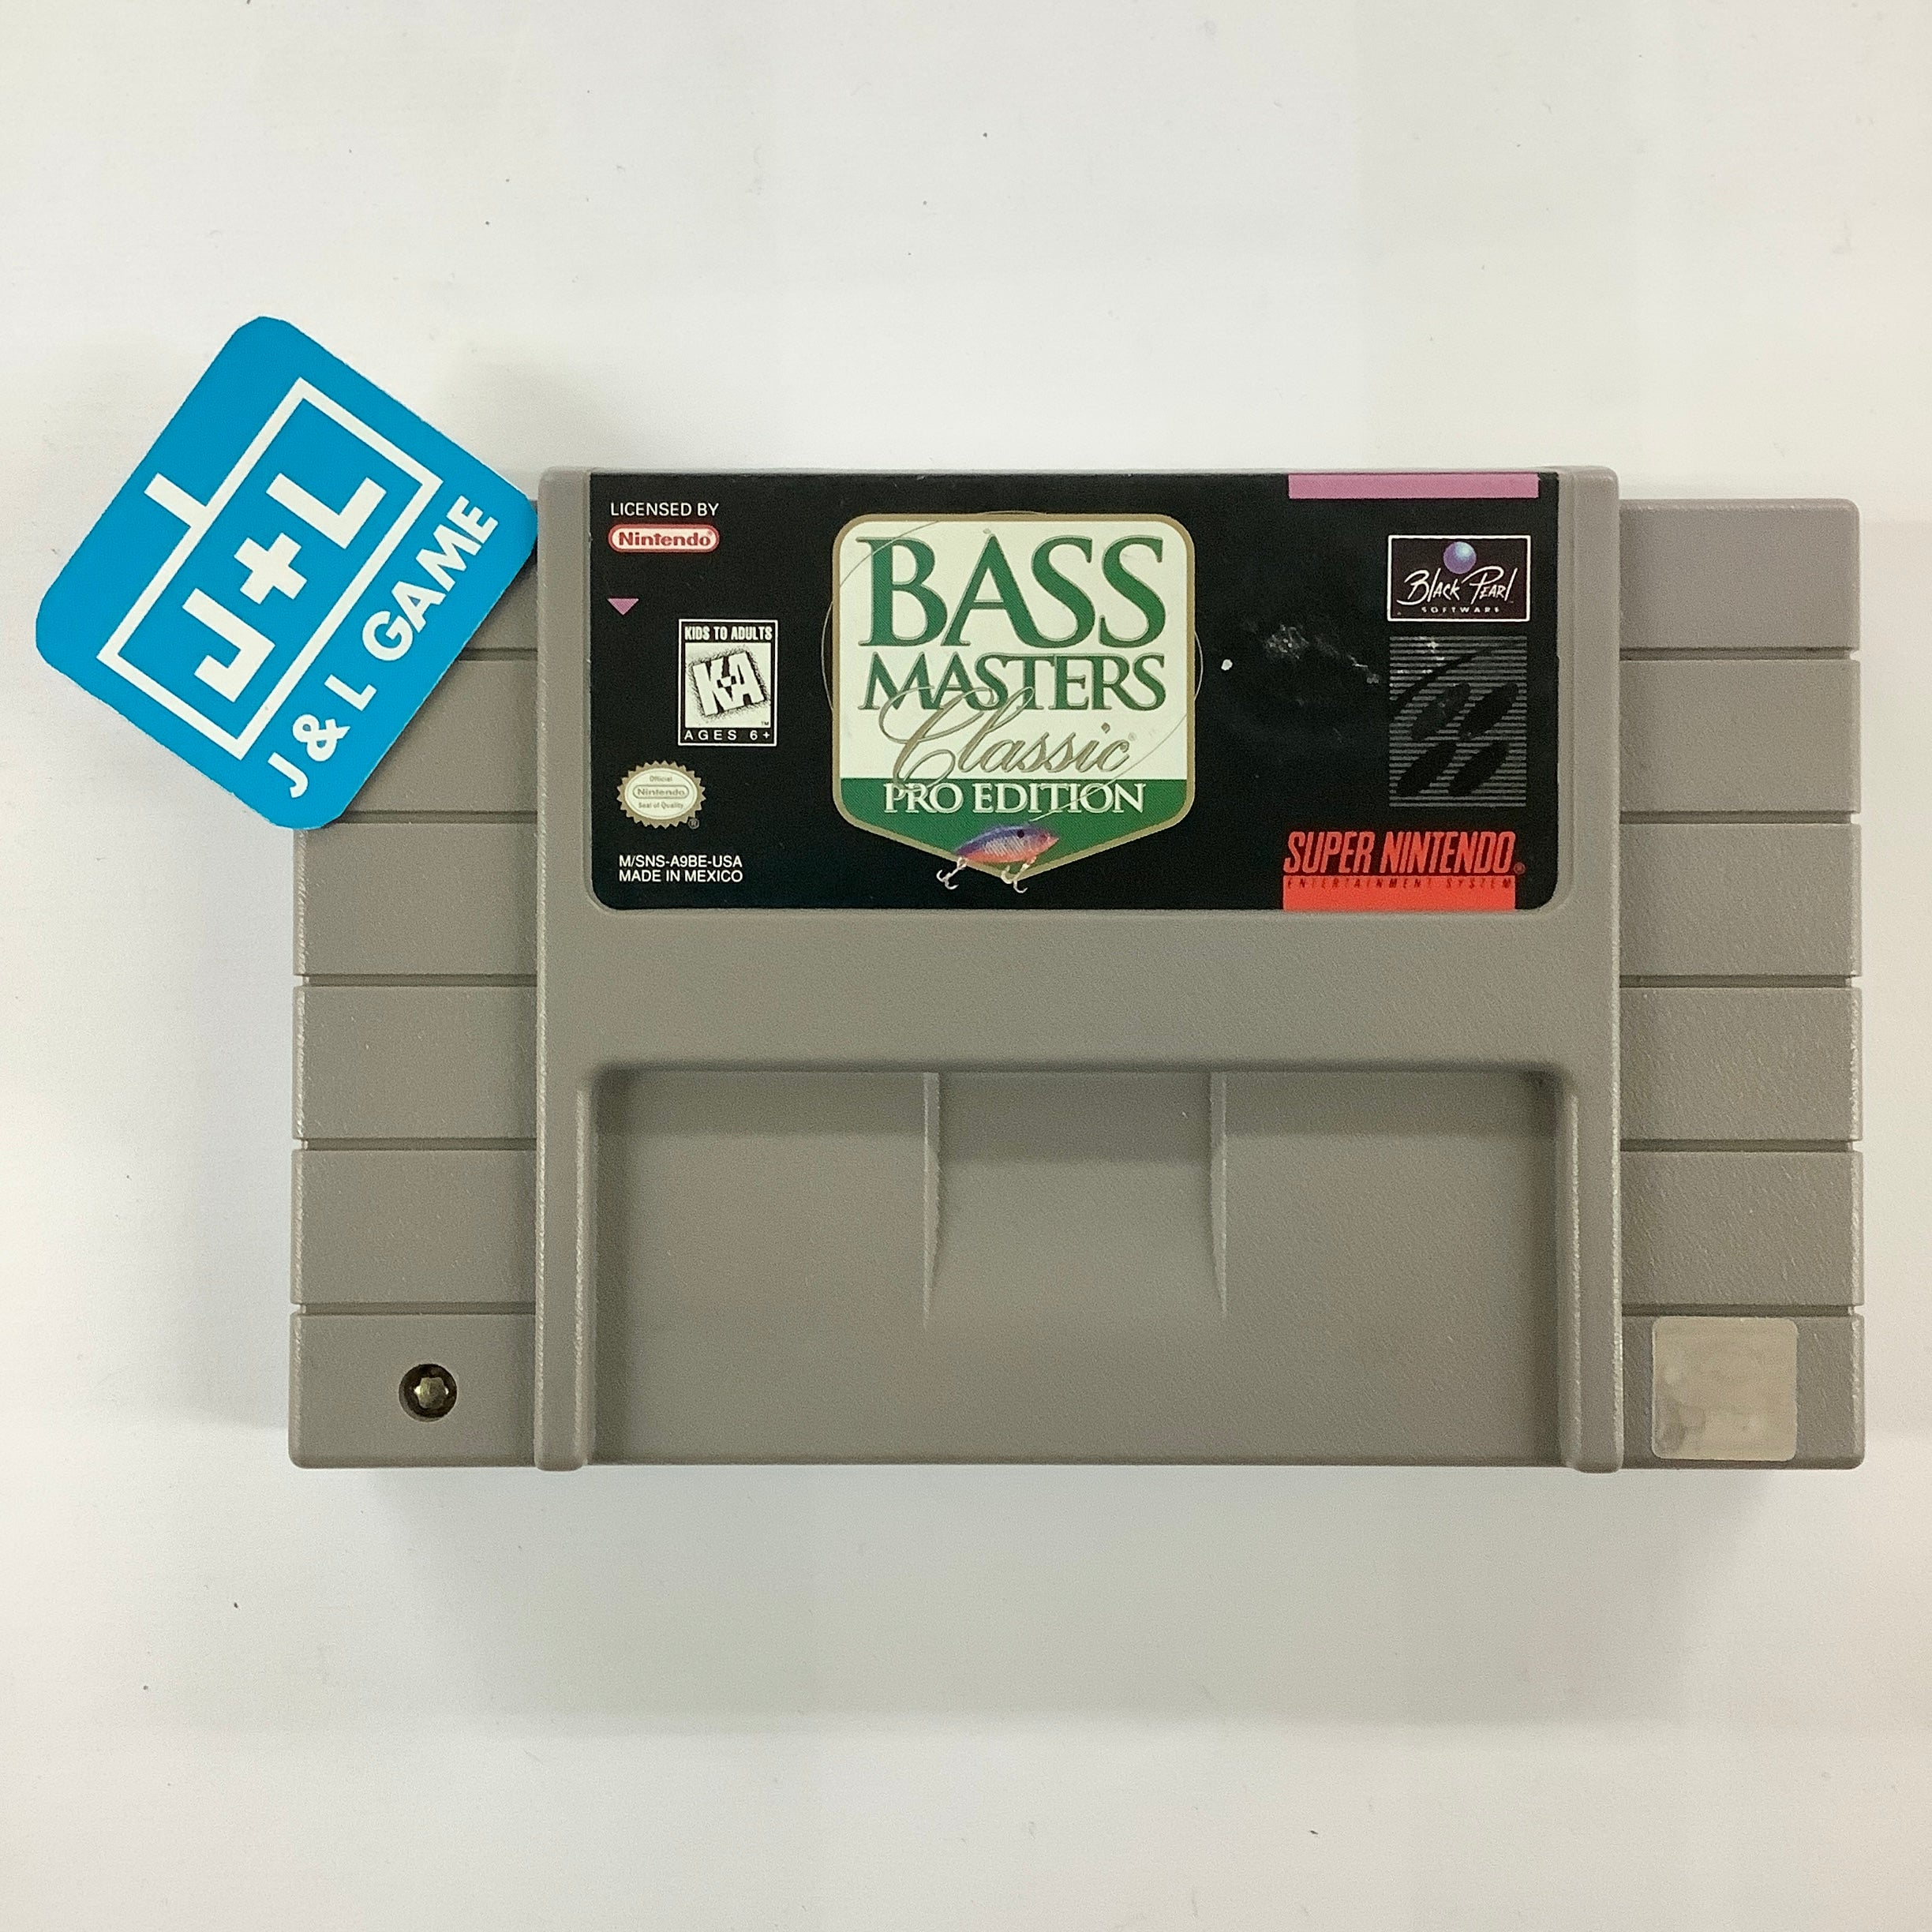 J+L
J & L GAME
LICENSED BY
Nintendo®
KIDS TO ADULTS
K-A
™
AGES 6+
Official
Nintendo
Seal of Quality
®
M/SNS-A9BE-USA
MADE IN MEXICO
BASS
MASTERS
Classic®
PRO EDITION
Black Pearl
SOFTWARE
SUPER NINTENDO®
ENTERTAINMENT SYSTEM